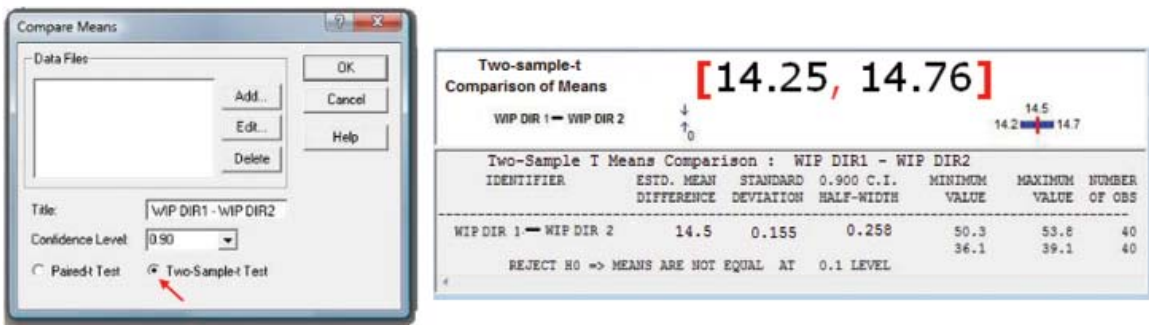 Compare Means
Data Files
Add...
Edit...
Delete
OK
Cancel
Help
Title:
WIP DIR1 - WIP DIR2
Confidence Level:
0.90
Paired-t Test
Two-Sample-t Test
Two-sample-t
Comparison of Means
[14.25, 14.76]
WIP DIR 1 — WIP DIR 2
0
14.5
14.2
14.7
Two-Sample T Means Comparison : WIP DIR1 - WIP DIR2
IDENTIFIER ESTD. MEAN STANDARD 0.900 C.I. MINIMUM MAXIMUM NUMBER
DIFFERENCE DEVIATION HALF-WIDTH VALUE VALUE OF OBS
WIP DIR 1 — WIP DIR 2 14.5 0.155 0.258 50.3 53.8 40
36.1 39.1 40
REJECT H0 => MEANS ARE NOT EQUAL AT 0.1 LEVEL